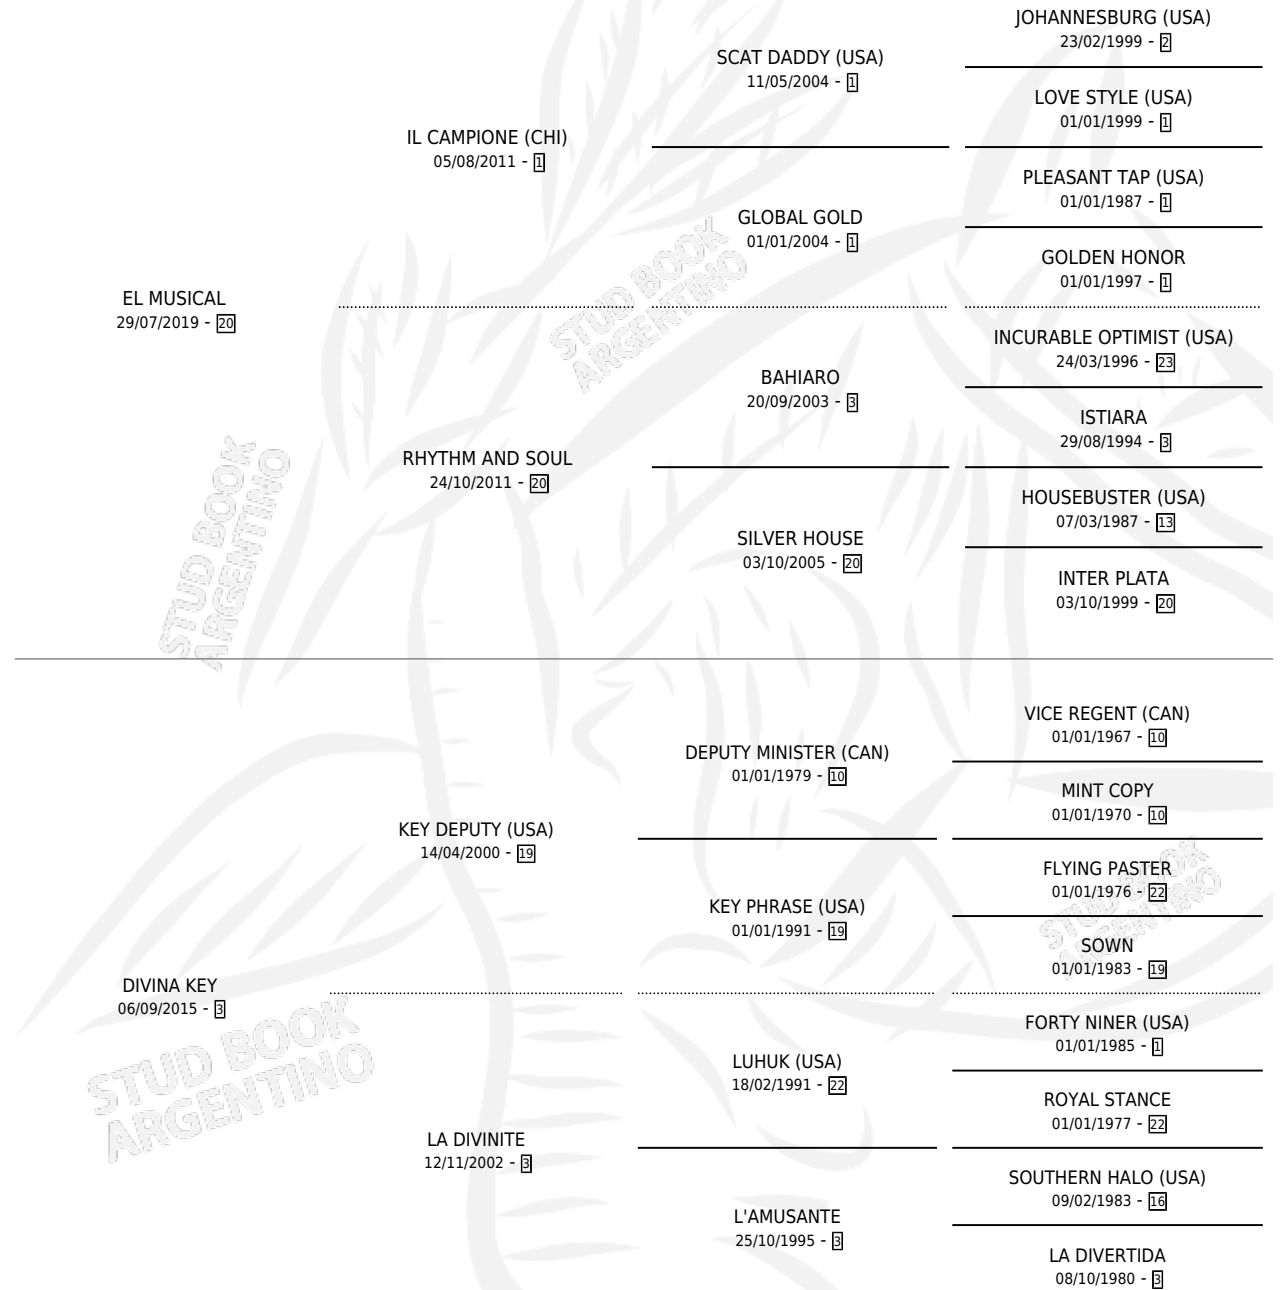 JOHANNESBURG (USA)
23/02/1999 - 2
SCAT DADDY (USA)
11/05/2004 - 1
LOVE STYLE (USA)
01/01/1999 - 1
IL CAMPIONE (CHI)
05/08/2011 - 1
PLEASANT TAP (USA)
01/01/1987 - 1
GLOBAL GOLD
01/01/2004 - 1
GOLDEN HONOR
01/01/1997 - 1
EL MUSICAL
29/07/2019 - 20
STUD BOOK
ARGENTINO
INCURABLE OPTIMIST (USA)
24/03/1996 - 23
BAHIARO
20/09/2003 - 3
ISTIARA
29/08/1994 - 3
RHYTHM AND SOUL
24/10/2011 - 20
HOUSEBUSTER (USA)
07/03/1987 - 13
SILVER HOUSE
03/10/2005 - 20
INTER PLATA
03/10/1999 - 20
STUD BOOK
ARGENTINO
VICE REGENT (CAN)
01/01/1967 - 10
DEPUTY MINISTER (CAN)
01/01/1979 - 10
MINT COPY
01/01/1970 - 10
KEY DEPUTY (USA)
14/04/2000 - 19
FLYING PASTER
01/01/1976 - 22
KEY PHRASE (USA)
01/01/1991 - 19
SOWN
01/01/1983 - 19
STUD BOOK
ARGENTINO
DIVINA KEY
06/09/2015 - 3
FORTY NINER (USA)
01/01/1985 - 1
LUHUK (USA)
18/02/1991 - 22
ROYAL STANCE
01/01/1977 - 22
STUD BOOK
ARGENTINO
LA DIVINITE
12/11/2002 - 3
SOUTHERN HALO (USA)
09/02/1983 - 16
L'AMUSANTE
25/10/1995 - 3
LA DIVERTIDA
08/10/1980 - 3